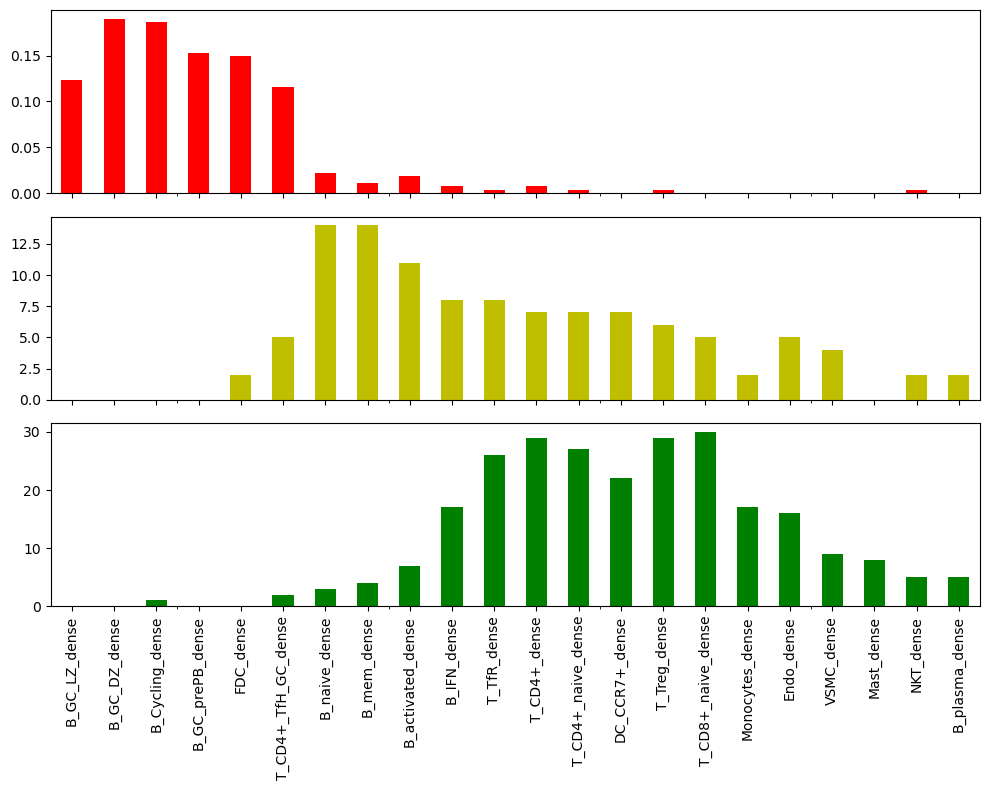 0.15
0.10
0.05
0.00
12.5
10.0
7.5
5.0
2.5
0.0
30
20
10
0
B_GC_LZ_dense
B_GC_DZ_dense
B_Cycling_dense
B_GC_prePB_dense
FDC_dense
T_CD4+_TfH_GC_dense
B_naive_dense
B_mem_dense
B_activated_dense
B_IFN_dense
T_TfR_dense
T_CD4+_dense
T_CD4+_naive_dense
DC_CCR7+_dense
T_Treg_dense
T_CD8+_naive_dense
Monocytes_dense
Endo_dense
VSMC_dense
Mast_dense
NKT_dense
B_plasma_dense